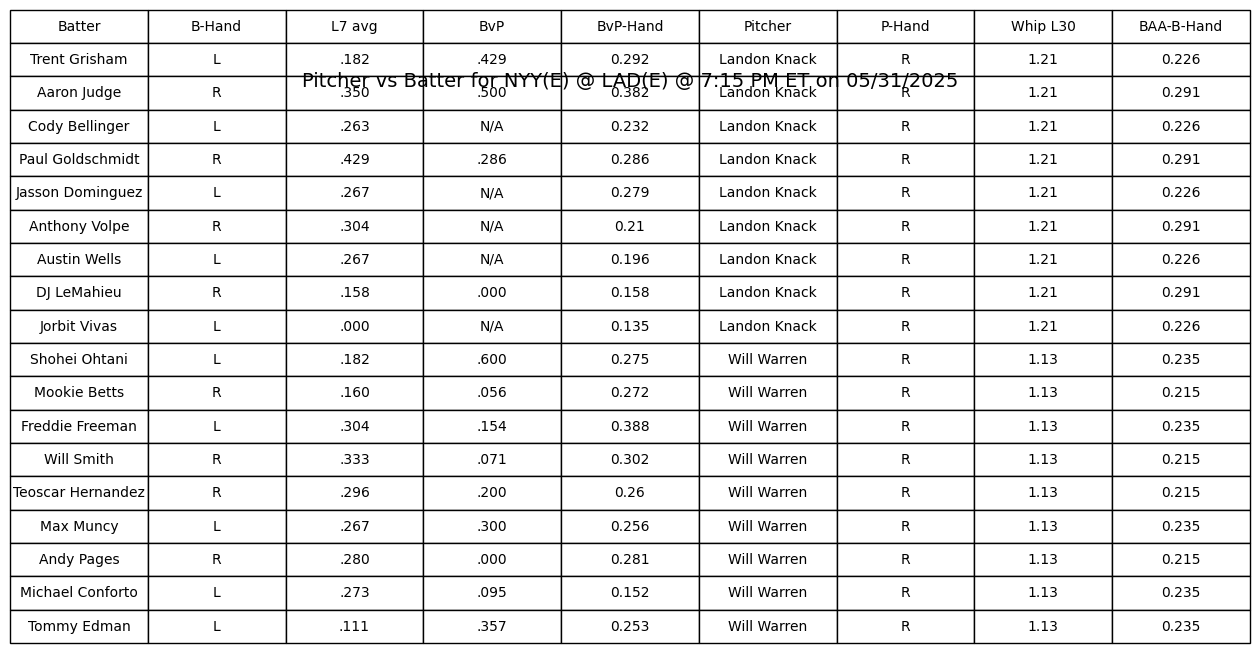 Batter B-Hand L7 avg BvP BvP-Hand Pitcher P-Hand Whip L30 BAA-B-Hand
Trent Grisham L .182 .429 0.292 Landon Knack R 1.21 0.226
Pitcher vs Batter for NYY(E) @ LAD(E) @ 7:15 PM ET on 05/31/2025
Aaron Judge R .350 .500 0.382 Landon Knack R 1.21 0.291
Cody Bellinger L .263 N/A 0.232 Landon Knack R 1.21 0.226
Paul Goldschmidt R .429 .286 0.286 Landon Knack R 1.21 0.291
Jasson Dominguez L .267 N/A 0.279 Landon Knack R 1.21 0.226
Anthony Volpe R .304 N/A 0.21 Landon Knack R 1.21 0.291
Austin Wells L .267 N/A 0.196 Landon Knack R 1.21 0.226
DJ LeMahieu R .158 .000 0.158 Landon Knack R 1.21 0.291
Jorbit Vivas L .000 N/A 0.135 Landon Knack R 1.21 0.226
Shohei Ohtani L .182 .600 0.275 Will Warren R 1.13 0.235
Mookie Betts R .160 .056 0.272 Will Warren R 1.13 0.215
Freddie Freeman L .304 .154 0.388 Will Warren R 1.13 0.235
Will Smith R .333 .071 0.302 Will Warren R 1.13 0.215
Teoscar Hernandez R .296 .200 0.26 Will Warren R 1.13 0.215
Max Muncy L .267 .300 0.256 Will Warren R 1.13 0.235
Andy Pages R .280 .000 0.281 Will Warren R 1.13 0.215
Michael Conforto L .273 .095 0.152 Will Warren R 1.13 0.235
Tommy Edman L .111 .357 0.253 Will Warren R 1.13 0.235